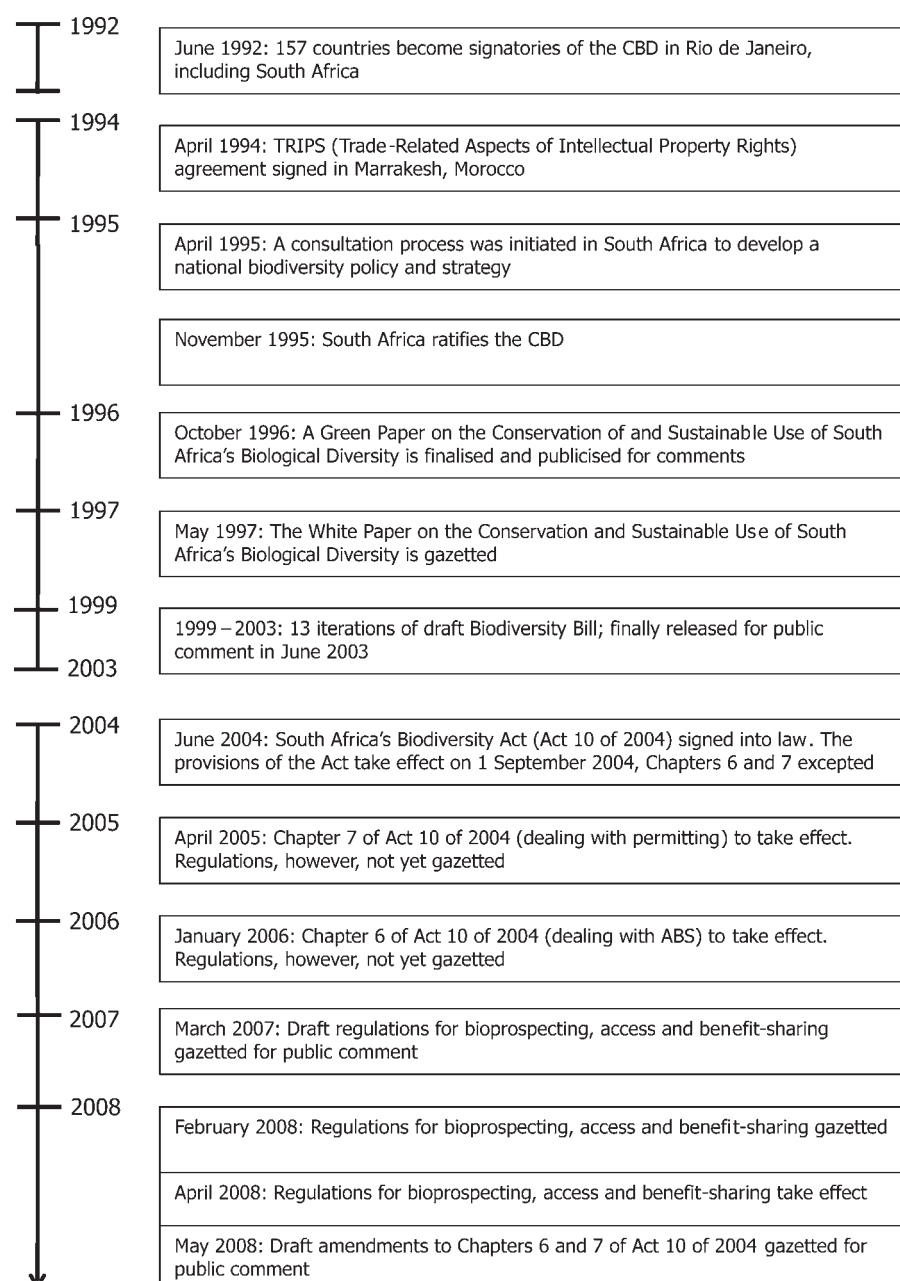 1992
June 1992: 157 countries become signatories of the CBD in Rio de Janeiro,
including South Africa
1994
April 1994: TRIPS (Trade-Related Aspects of Intellectual Property Rights)
agreement signed in Marrakesh, Morocco
1995
April 1995: A consultation process was initiated in South Africa to develop a
national biodiversity policy and strategy
November 1995: South Africa ratifies the CBD
1996
October 1996: A Green Paper on the Conservation of and Sustainable Use of South
Africa's Biological Diversity is finalised and publicised for comments
1997
May 1997: The White Paper on the Conservation and Sustainable Use of South
Africa's Biological Diversity is gazetted
1999
1999–2003: 13 iterations of draft Biodiversity Bill; finally released for public
comment in June 2003
2003
2004
June 2004: South Africa's Biodiversity Act (Act 10 of 2004) signed into law. The
provisions of the Act take effect on 1 September 2004, Chapters 6 and 7 excepted
2005
April 2005: Chapter 7 of Act 10 of 2004 (dealing with permitting) to take effect.
Regulations, however, not yet gazetted
2006
January 2006: Chapter 6 of Act 10 of 2004 (dealing with ABS) to take effect.
Regulations, however, not yet gazetted
2007
March 2007: Draft regulations for bioprospecting, access and benefit-sharing
gazetted for public comment
2008
February 2008: Regulations for bioprospecting, access and benefit-sharing gazetted
April 2008: Regulations for bioprospecting, access and benefit-sharing take effect
May 2008: Draft amendments to Chapters 6 and 7 of Act 10 of 2004 gazetted for
public comment